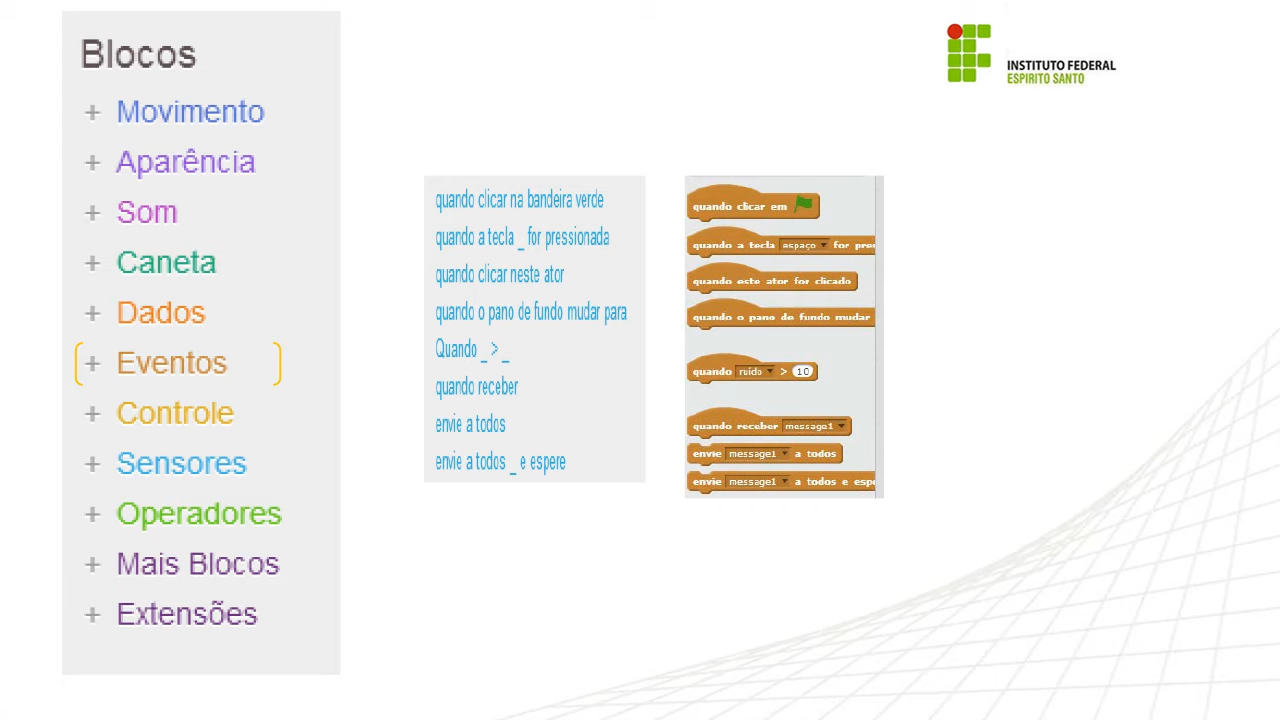 Blocos
+ Movimento
+ Aparência
+ Som
+ Caneta
+ Dados
+ Eventos
+ Controle
+ Sensores
+ Operadores
+ Mais Blocos
+ Extensões
quando clicar na bandeira verde
quando a tecla _ for pressionada
quando clicar neste ator
quando o pano de fundo mudar para
Quando _ > _
quando receber
envie a todos
envie a todos _ e espere
quando clicar em
quando a tecla espaço for pres
quando este ator for clicado
quando o pano de fundo mudar
quando ruído > 10
quando receber message1
envie message1 a todos
envie message1 a todos e espe
INSTITUTO FEDERAL
ESPIRITO SANTO